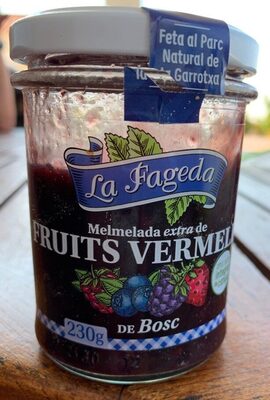 Feta al Parc
Natural de
Garrotxa
La Fageda
Melmelada extra de
FRUITS VERMEL
DE BOSC
230g